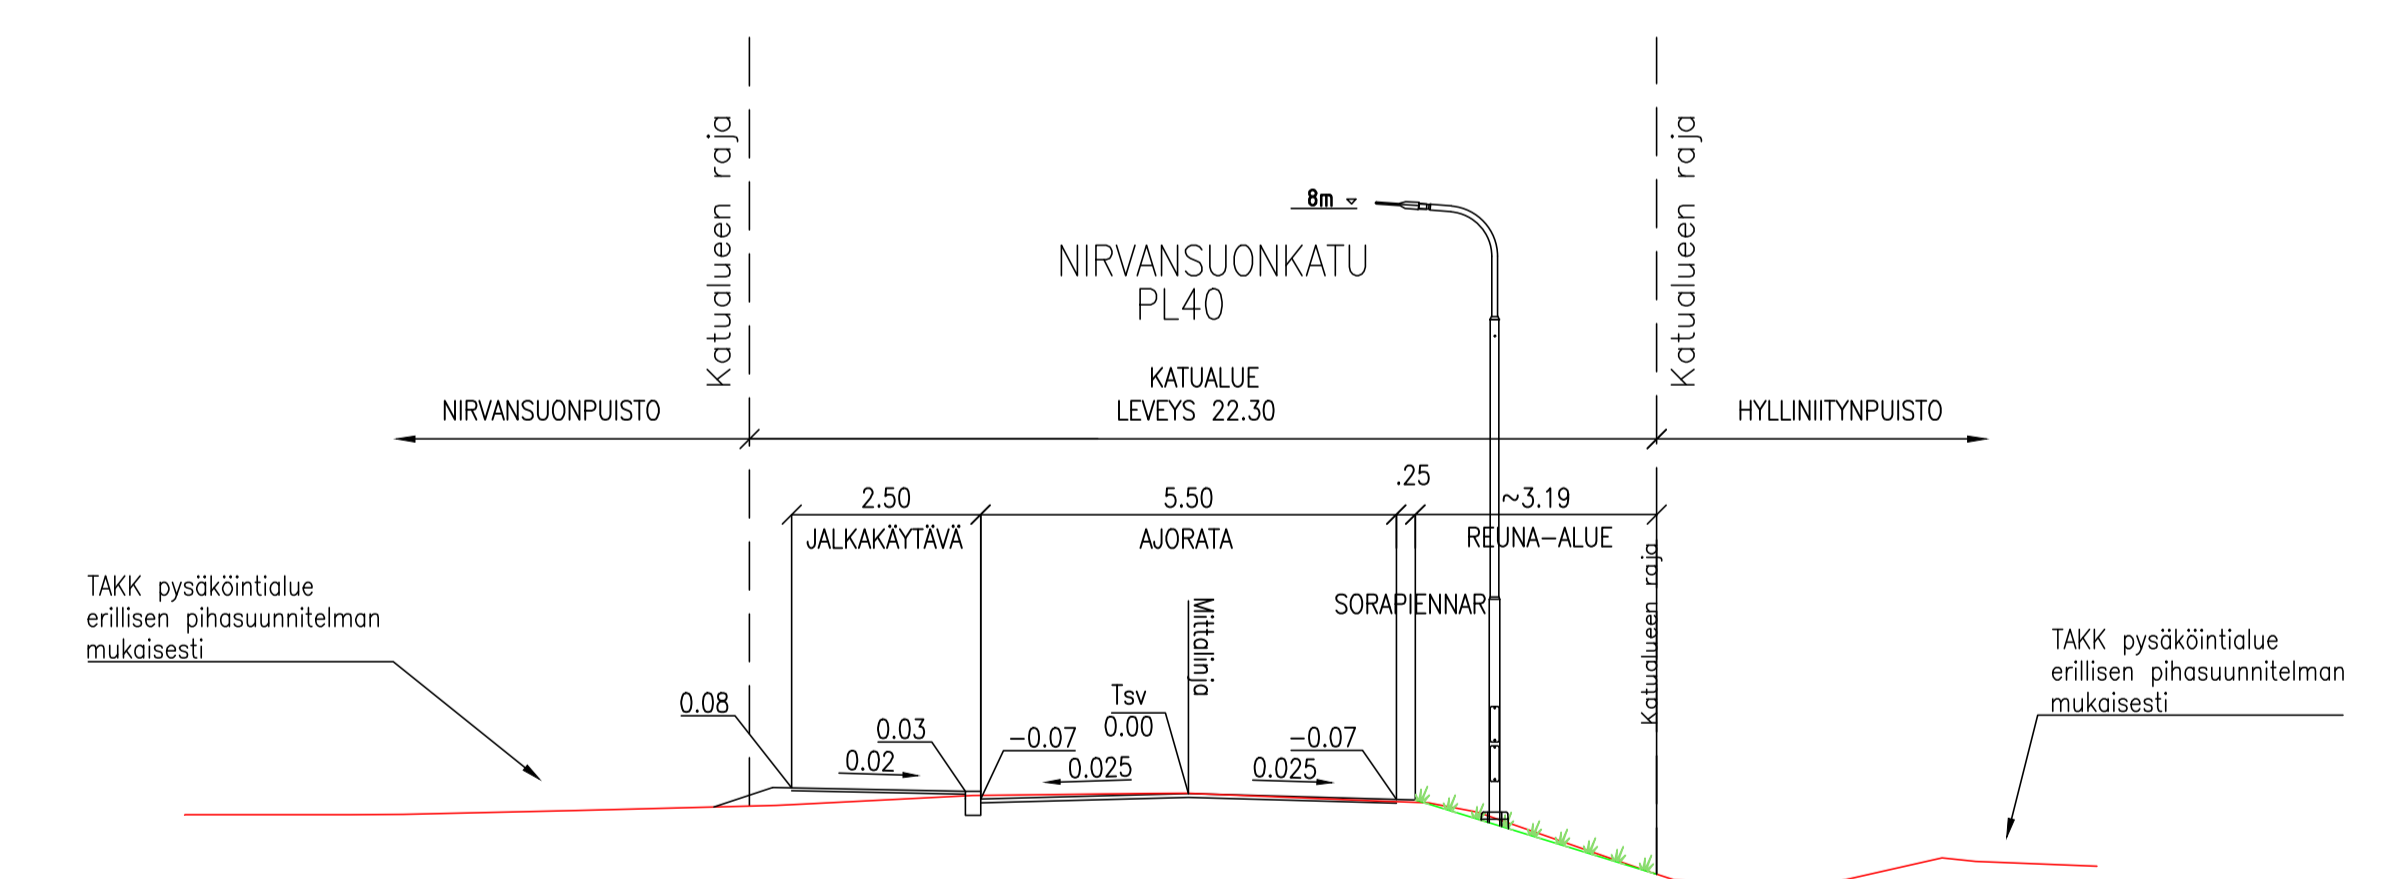 Katualueen raja
Katualueen raja
8m
NIRVANSUONKATU
PL40
KATUALUE
LEVEYS 22.30
NIRVANSUONPUISTO
HYLLINIITYNPUISTO
2.50
5.50
.25
~3.19
JALKAKÄYTÄVÄ
AJORATA
REUNA-ALUE
SORAPIENNAR
Mittalinja
Katualueen raja
TAKK pysäköintialue
erillisen pihasuunnitelman
mukaisesti
TAKK pysäköintialue
erillisen pihasuunnitelman
mukaisesti
0.08
0.03
0.02
-0.07
Tsv
0.00
-0.07
0.025
0.025